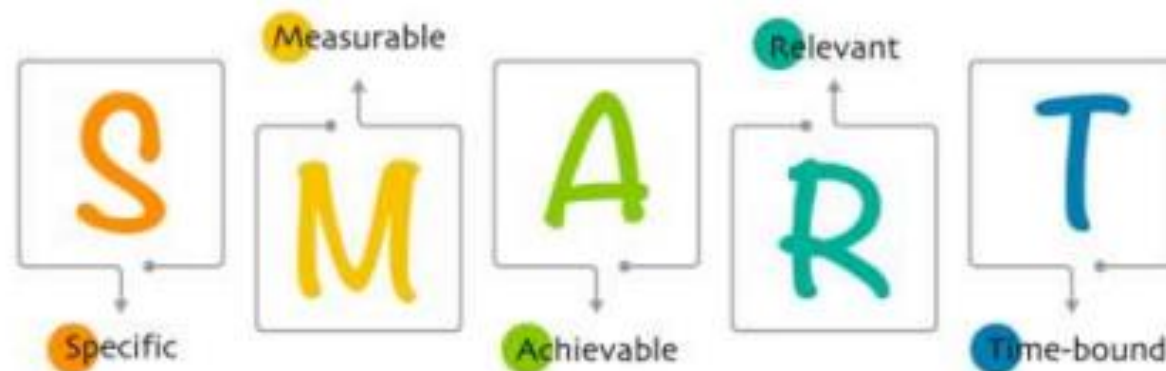 Measurable
Relevant
S
M
A
R
T
Specific
Achievable
Time-bound